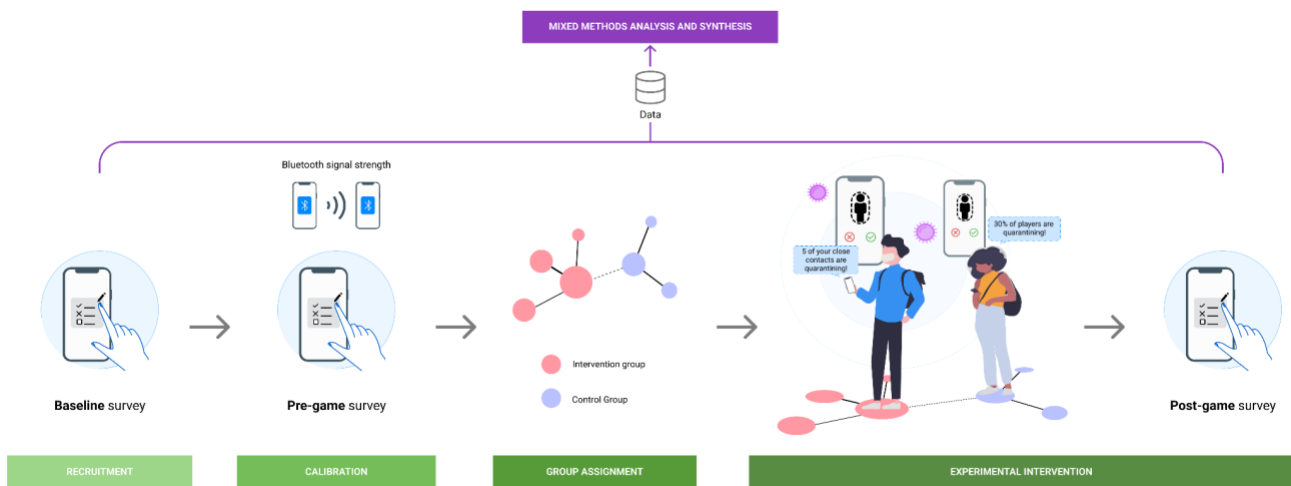 MIXED METHODS ANALYSIS AND SYNTHESIS
Data
Bluetooth signal strength
5 of your close
contacts are
quarantining!
30% of players are
quarantining!
Intervention group
Control Group
Baseline survey
Pre-game survey
Post-game survey
RECRUITMENT
CALIBRATION
GROUP ASSIGNMENT
EXPERIMENTAL INTERVENTION